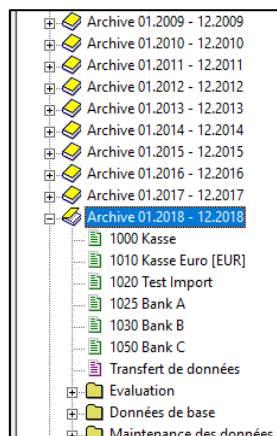 Archive 01.2009 - 12.2009
Archive 01.2010 - 12.2010
Archive 01.2011 - 12.2011
Archive 01.2012 - 12.2012
Archive 01.2013 - 12.2013
Archive 01.2014 - 12.2014
Archive 01.2015 - 12.2015
Archive 01.2016 - 12.2016
Archive 01.2017 - 12.2017
Archive 01.2018 - 12.2018
1000 Kasse
1010 Kasse Euro [EUR]
1020 Test Import
1025 Bank A
1030 Bank B
1050 Bank C
Transfert de données
Evaluation
Données de base
Maintenance des données